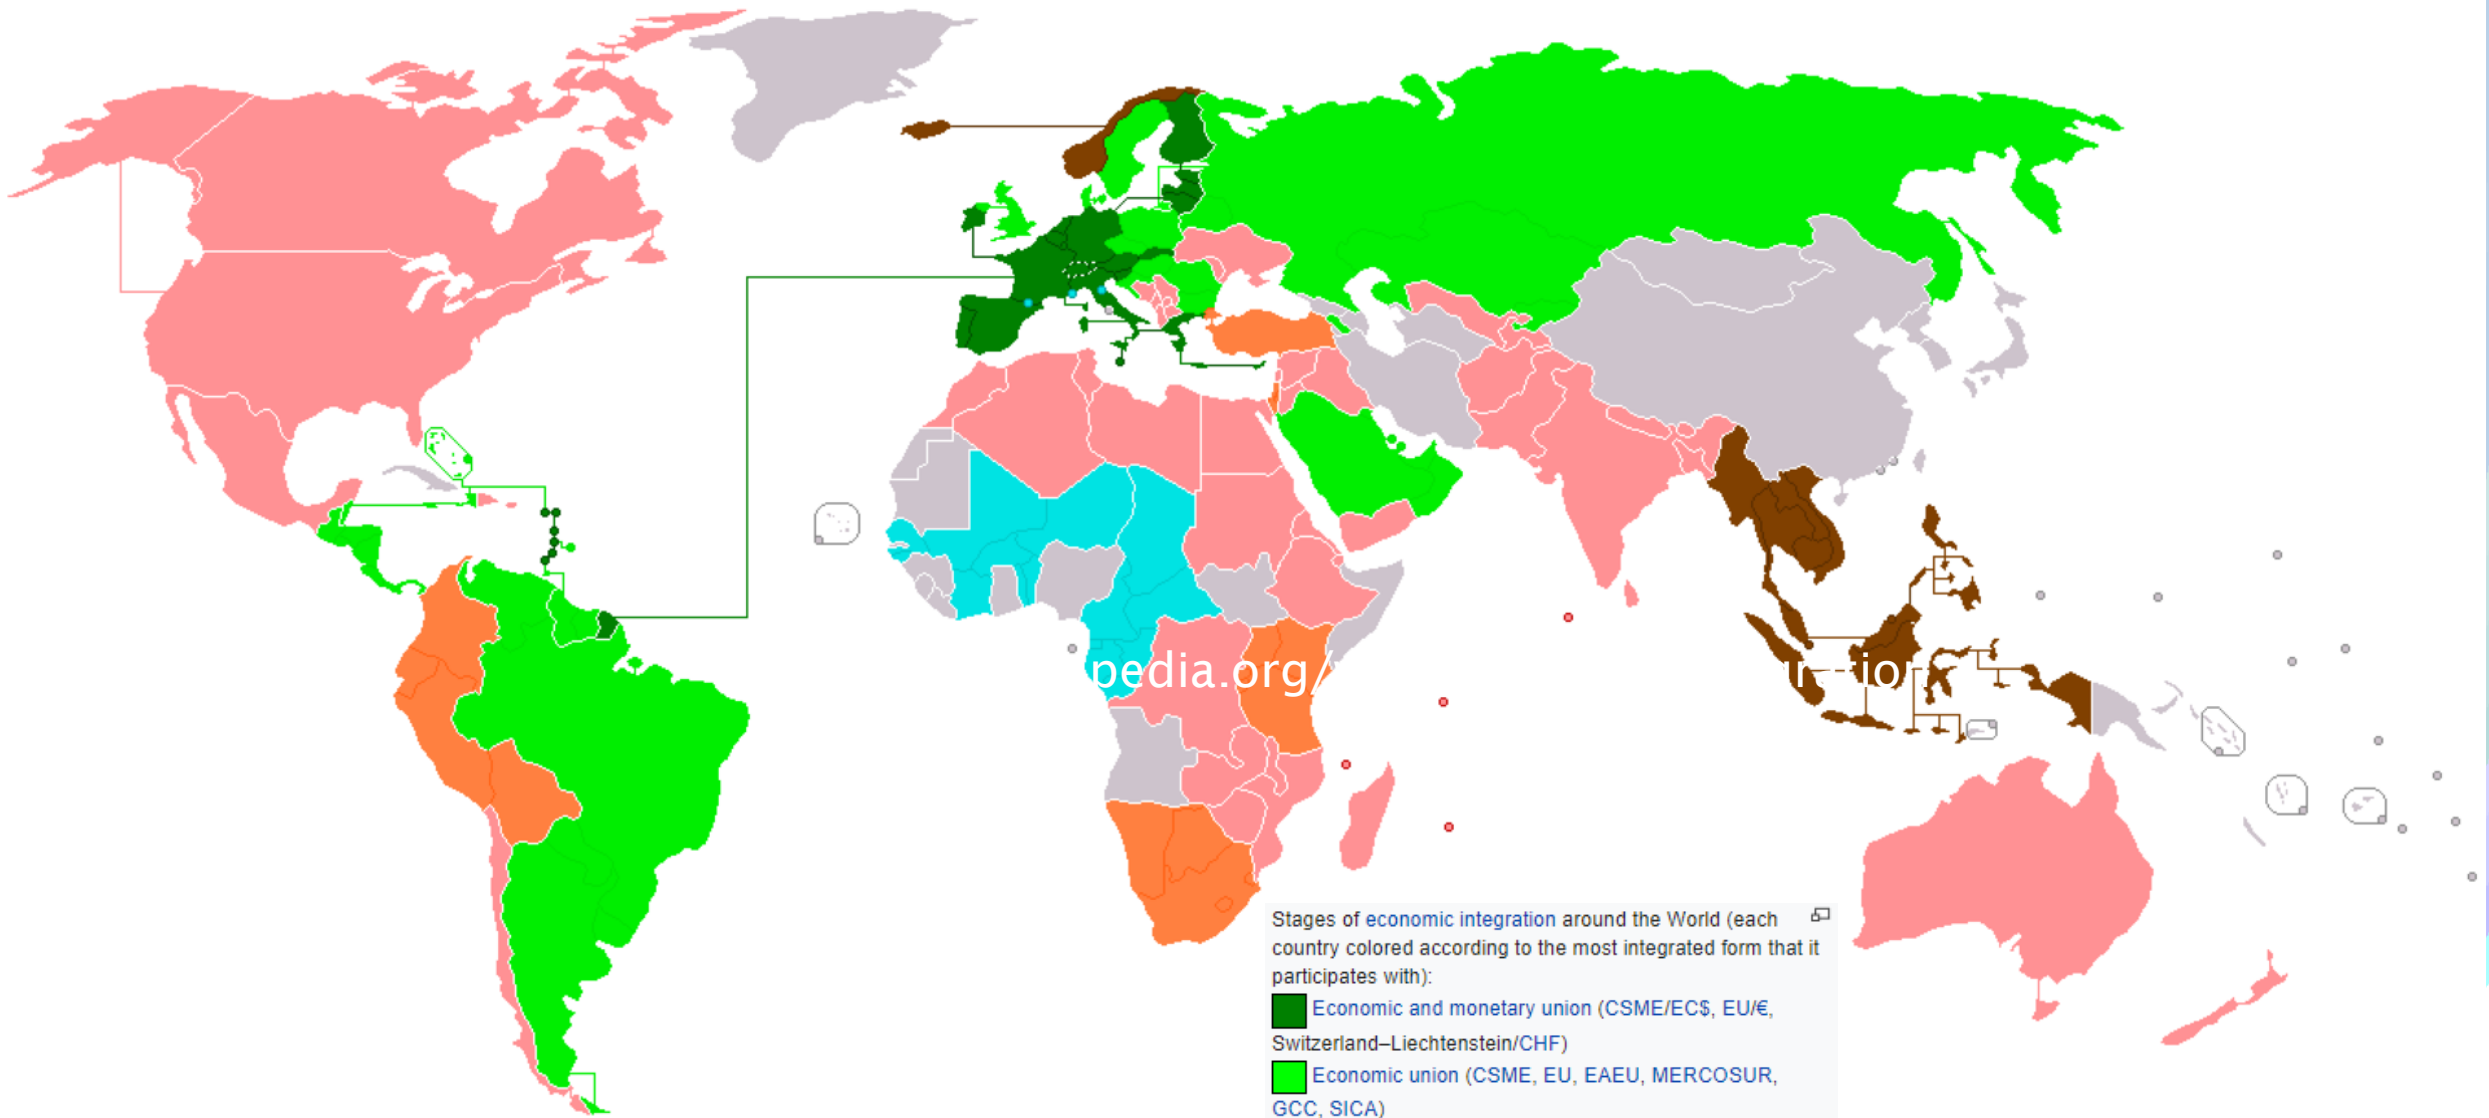 pedia.org/
Stages of economic integration around the World (each
country colored according to the most integrated form that it
participates with):
Economic and monetary union (CSME/EC$, EU/€,
Switzerland–Liechtenstein/CHF)
Economic union (CSME, EU, EAEU, MERCOSUR,
GCC, SICA)